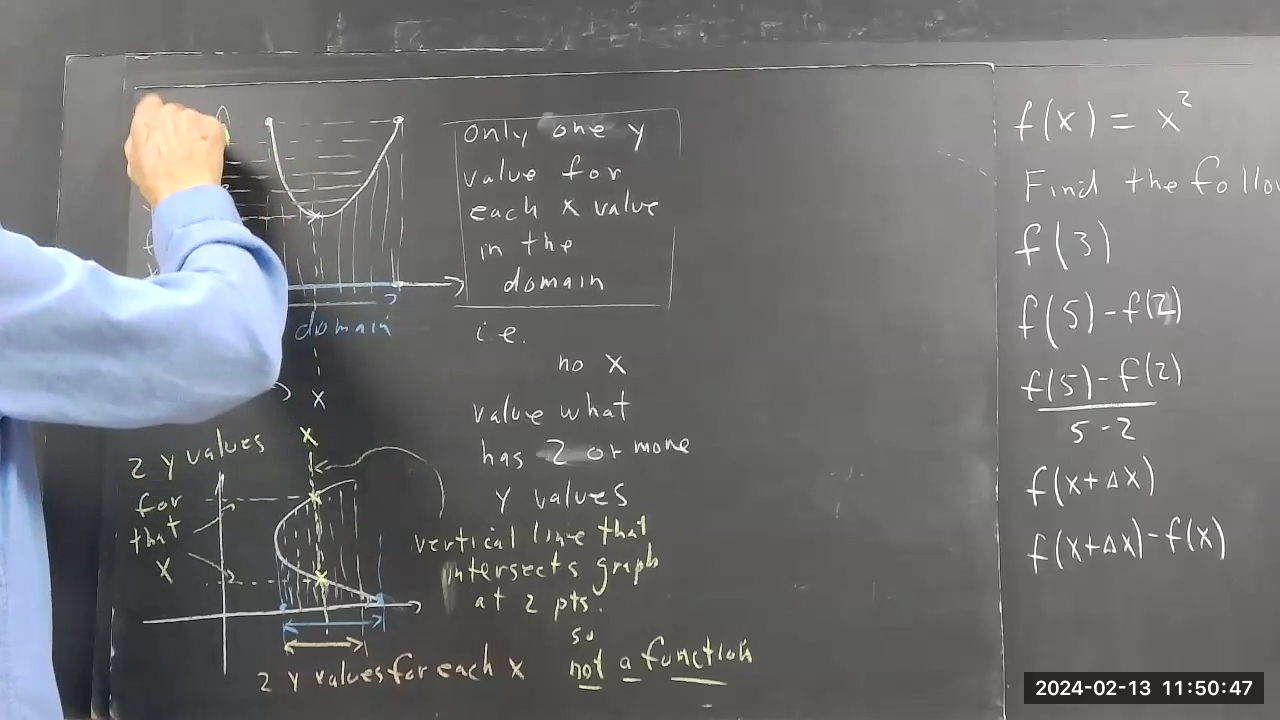 only one y
value for
each x value
in the
domain
domain
i.e.
no x
value what
has 2 or more
y values
x
x
2 y values
for
that
x
vertical line that
intersects graph
at 2 pts.
so
not a function
2 y values for each x
f(x) = x²
Find the follo
f(3)
f(5)-f(2)
f(5)-f(2)
5-2
f(x+Δx)
f(x+Δx)-f(x)
2024-02-13 11:50:47